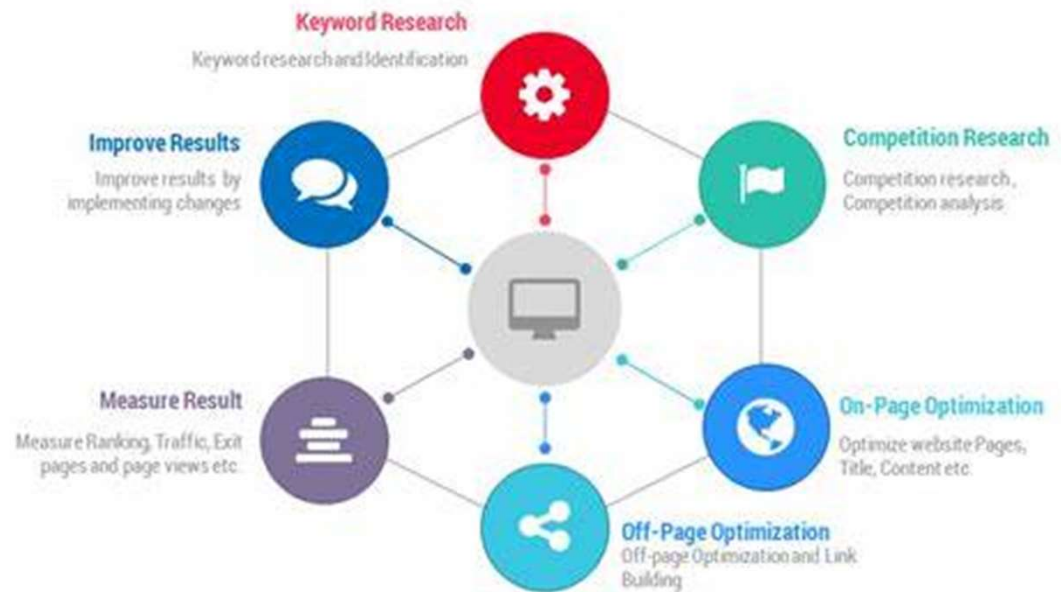 Keyword Research
Keyword research and Identification
Improve Results
Improve results by
implementing changes
Competition Research
Competition research,
Competition analysis
Measure Result
Measure Ranking, Traffic, Exit
pages and page views etc.
On-Page Optimization
Optimize website Pages,
Title, Content etc.
Off-Page Optimization
Off-page Optimization and Link
Building